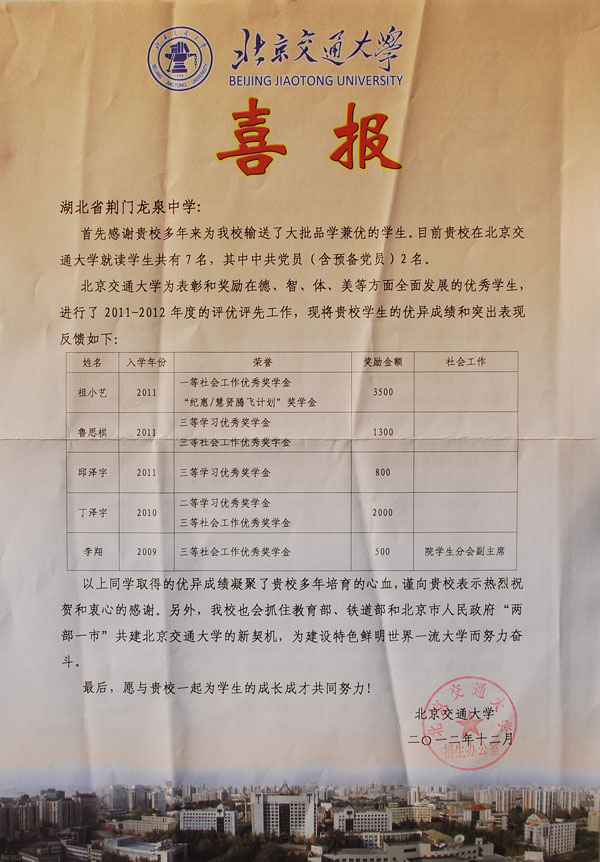 北京交通大学
BEIJING JIAOTONG UNIVERSITY
喜报
湖北省荆门龙泉中学：
首先感谢贵校多年来为我校输送了大批品学兼优的学生。目前贵校在北京交
通大学就读学生共有7名，其中中共党员（含预备党员）2名。
北京交通大学为表彰和奖励在德、智、体、美等方面全面发展的优秀学生，
进行了2011-2012年度的评优评先工作，现将贵校学生的优异成绩和突出表现
反馈如下：
姓名 入学年份 荣誉 奖励金额 社会工作
祖小艺 2011 一等社会工作优秀奖学金 3500
“纪惠/慧贤腾飞计划”奖学金
鲁思棋 2011 三等学习优秀奖学金 1300
三等社会工作优秀奖学金
邱泽宇 2011 三等学习优秀奖学金 800
丁泽宇 2010 二等学习优秀奖学金 2000
三等社会工作优秀奖学金
李翔 2009 三等社会工作优秀奖学金 500 院学生分会副主席
以上同学取得的优异成绩凝聚了贵校多年培育的心血，谨向贵校表示热烈祝
贺和衷心的感谢。另外，我校也会抓住教育部、铁道部和北京市人民政府“两
部一市”共建北京交通大学的新契机，为建设特色鲜明世界一流大学而努力奋
斗。
最后，愿与贵校一起为学生的成长成才共同努力！
北京交通大学
二〇一二年十二月
北京交通大学
招生办公室